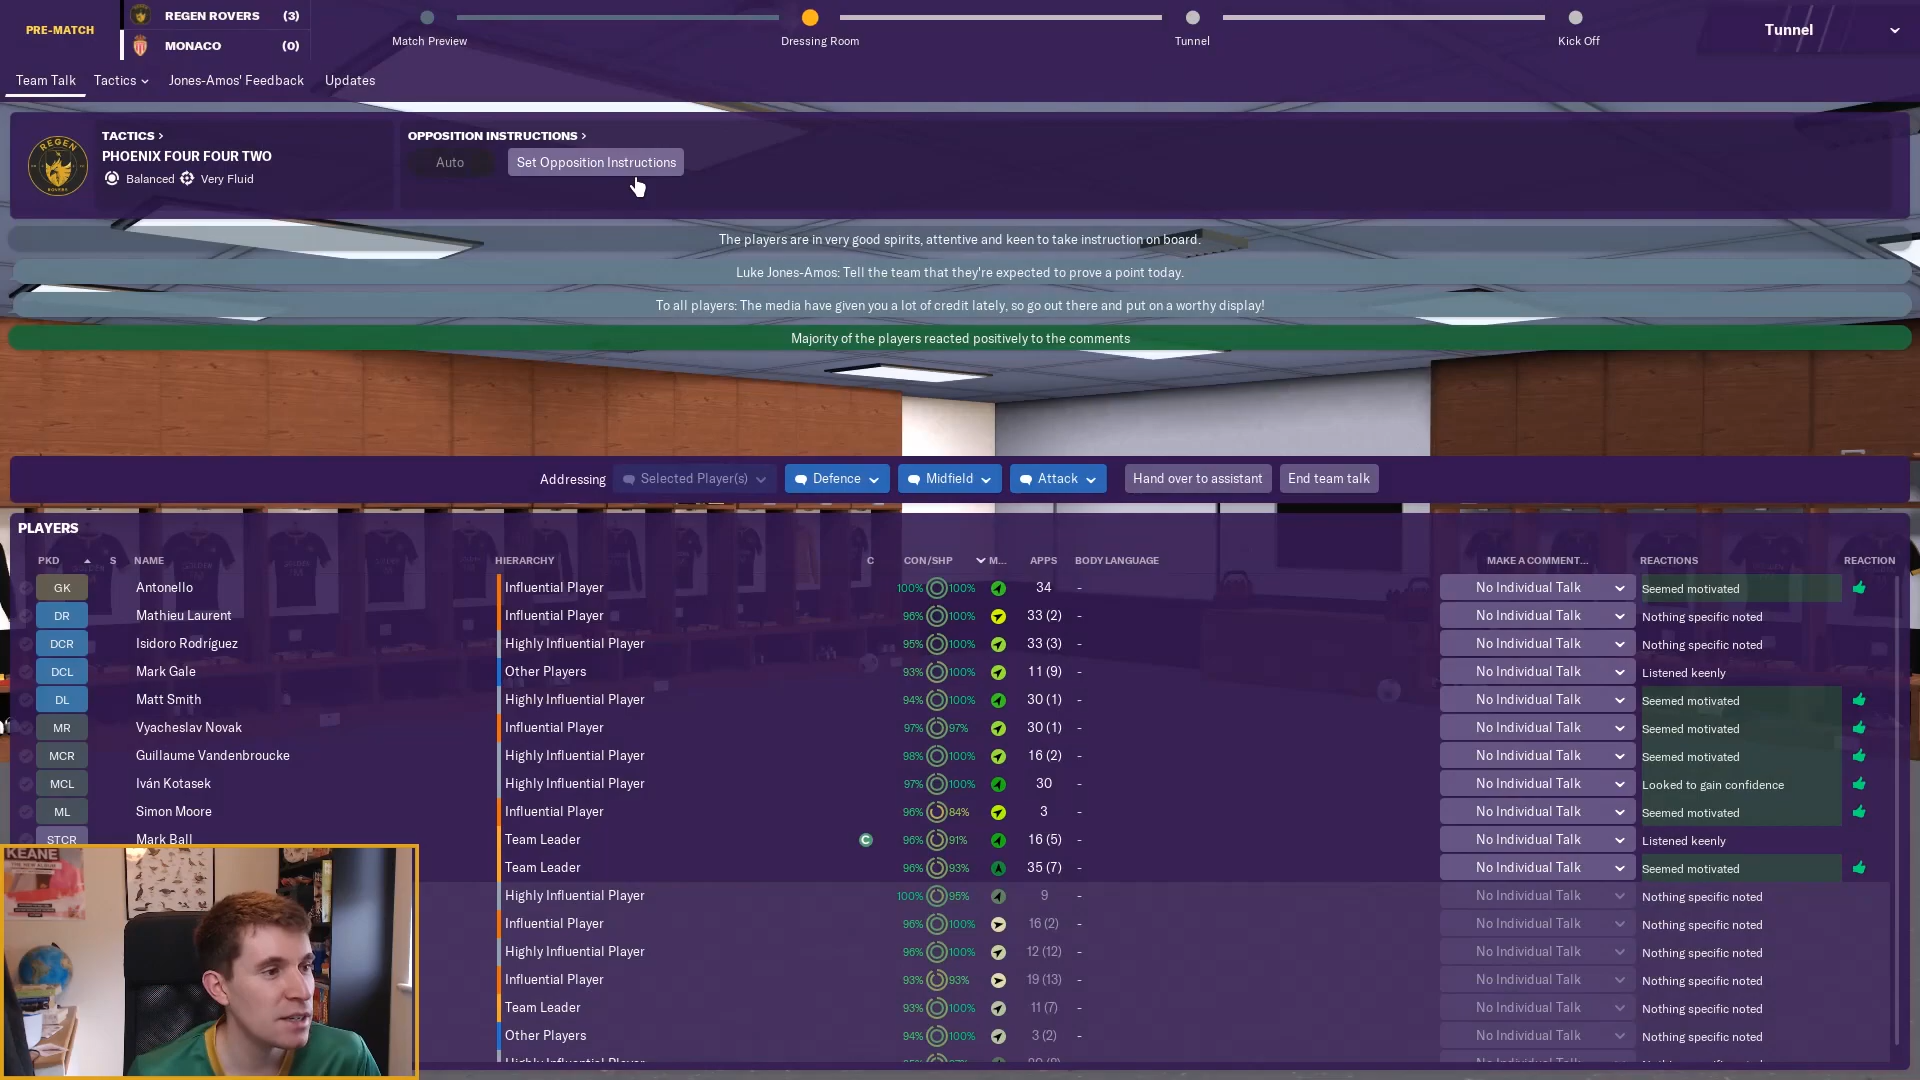 PRE-MATCH
REGEN ROVERS (3)
MONACO (0)
Match Preview
Dressing Room
Tunnel
Kick Off
Tunnel
Team Talk Tactics Jones-Amos' Feedback Updates
REGEN
ROVERS
TACTICS >
PHOENIX FOUR FOUR TWO
Balanced Very Fluid
OPPOSITION INSTRUCTIONS >
Auto Set Opposition Instructions
The players are in very good spirits, attentive and keen to take instruction on board.
Luke Jones-Amos: Tell the team that they're expected to prove a point today.
To all players: The media have given you a lot of credit lately, so go out there and put on a worthy display!
Majority of the players reacted positively to the comments
Addressing Selected Player(s) Defence Midfield Attack Hand over to assistant End team talk
PLAYERS
PKD S NAME HIERARCHY C CON/SHP M... APPS BODY LANGUAGE MAKE A COMMENT... REACTIONS REACTION
GK Antonello Influential Player 100% 100% 34 - No Individual Talk Seemed motivated
DR Mathieu Laurent Influential Player 96% 100% 33 (2) - No Individual Talk Nothing specific noted
DCR Isidoro Rodríguez Highly Influential Player 95% 100% 33 (3) - No Individual Talk Nothing specific noted
DCL Mark Gale Other Players 93% 100% 11 (9) - No Individual Talk Listened keenly
DL Matt Smith Highly Influential Player 94% 100% 30 (1) - No Individual Talk Seemed motivated
MR Vyacheslav Novak Influential Player 97% 97% 30 (1) - No Individual Talk Seemed motivated
MCR Guillaume Vandenbroucke Highly Influential Player 98% 100% 16 (2) - No Individual Talk Seemed motivated
MCL Iván Kotasek Highly Influential Player 97% 100% 30 - No Individual Talk Looked to gain confidence
ML Simon Moore Influential Player 96% 84% 3 - No Individual Talk Seemed motivated
STCR Mark Ball Team Leader C 96% 91% 16 (5) - No Individual Talk Listened keenly
Team Leader 96% 93% 35 (7) - No Individual Talk Seemed motivated
Highly Influential Player 100% 95% 9 - No Individual Talk Nothing specific noted
Influential Player 96% 100% 16 (2) - No Individual Talk Nothing specific noted
Highly Influential Player 96% 100% 12 (12) - No Individual Talk Nothing specific noted
Influential Player 93% 93% 19 (13) - No Individual Talk Nothing specific noted
Team Leader 93% 100% 11 (7) - No Individual Talk Nothing specific noted
Other Players 94% 100% 3 (2) - No Individual Talk Nothing specific noted
KEANE